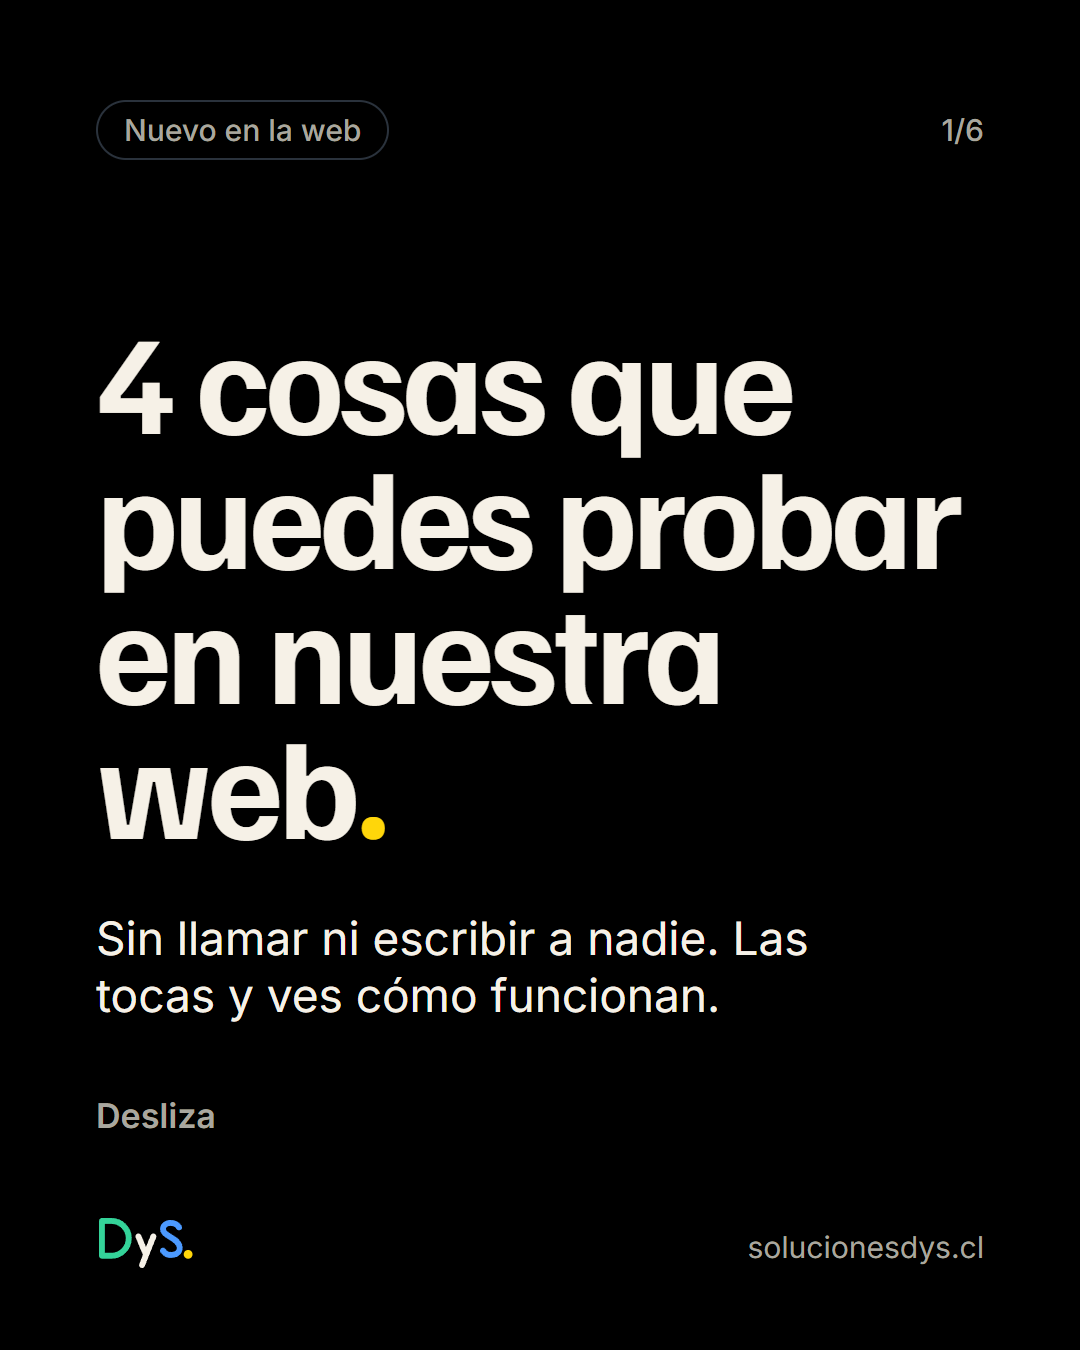 Nuevo en la web
1/6
4 cosas que
puedes probar
en nuestra
web.
Sin llamar ni escribir a nadie. Las
tocas y ves cómo funcionan.
Desliza
DyS.
solucionesdys.cl